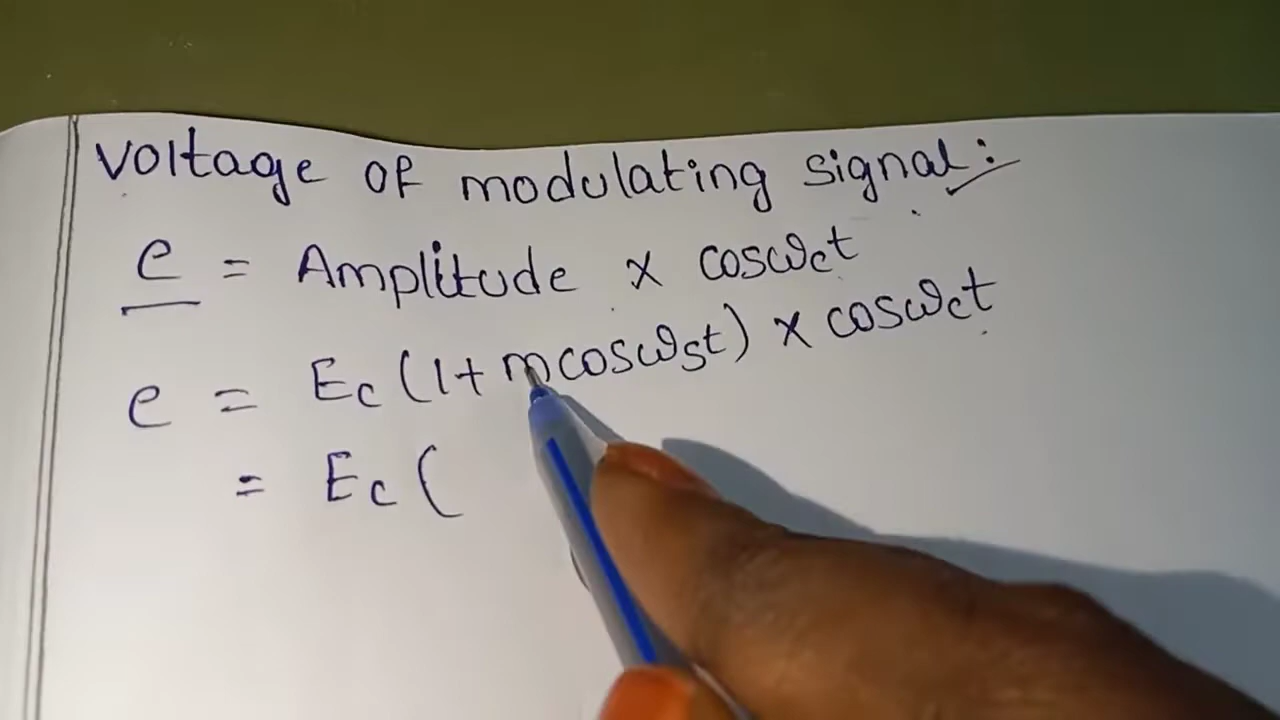 Voltage of modulating signal:
e = Amplitude × cosωct
e = Ec (1+mcosωst) × cosωct
= Ec (